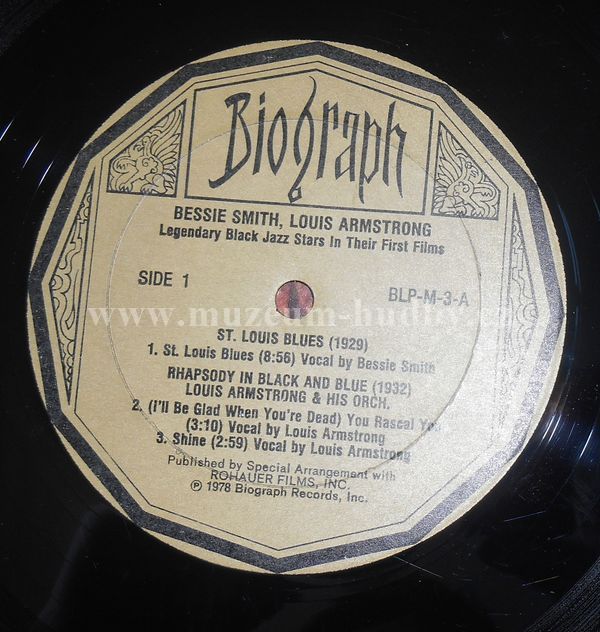 Biograph
BESSIE SMITH, LOUIS ARMSTRONG
Legendary Black Jazz Stars In Their First Films
SIDE 1
BLP-M-3-A
ST. LOUIS BLUES (1929)
1. St. Louis Blues (8:56) Vocal by Bessie Smith
RHAPSODY IN BLACK AND BLUE (1932)
LOUIS ARMSTRONG & HIS ORCH.
2. (I'll Be Glad When You're Dead) You Rascal You
(3:10) Vocal by Louis Armstrong
3. Shine (2:59) Vocal by Louis Armstrong
Published by Special Arrangement with
ROHAUER FILMS, INC.
℗ 1978 Biograph Records, Inc.